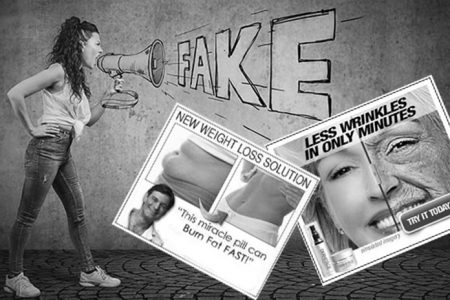 FAKE
NEW WEIGHT LOSS SOLUTION
"This miracle pill can
Burn Fat FAST!"
LESS WRINKLES
IN ONLY MINUTES
TRY IT TODAY